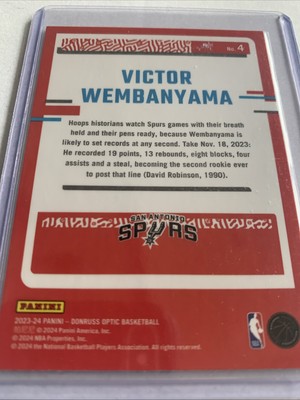 No. 4
VICTOR
WEMBANYAMA
Hoops historians watch Spurs games with their breath
held and their pens ready, because Wembanyama is
likely to set records at any second. Take Nov. 18, 2023:
He recorded 19 points, 13 rebounds, eight blocks, four
assists and a steal, becoming the second rookie ever
to post that line (David Robinson, 1990).
SAN ANTONIO
SPURS
PANINI
2023-24 PANINI - DONRUSS OPTIC BASKETBALL
© 2024 Panini America, Inc.
© 2024 NBA Properties, Inc.
© 2024 the National Basketball Players Association. All rights reserved.
NBA